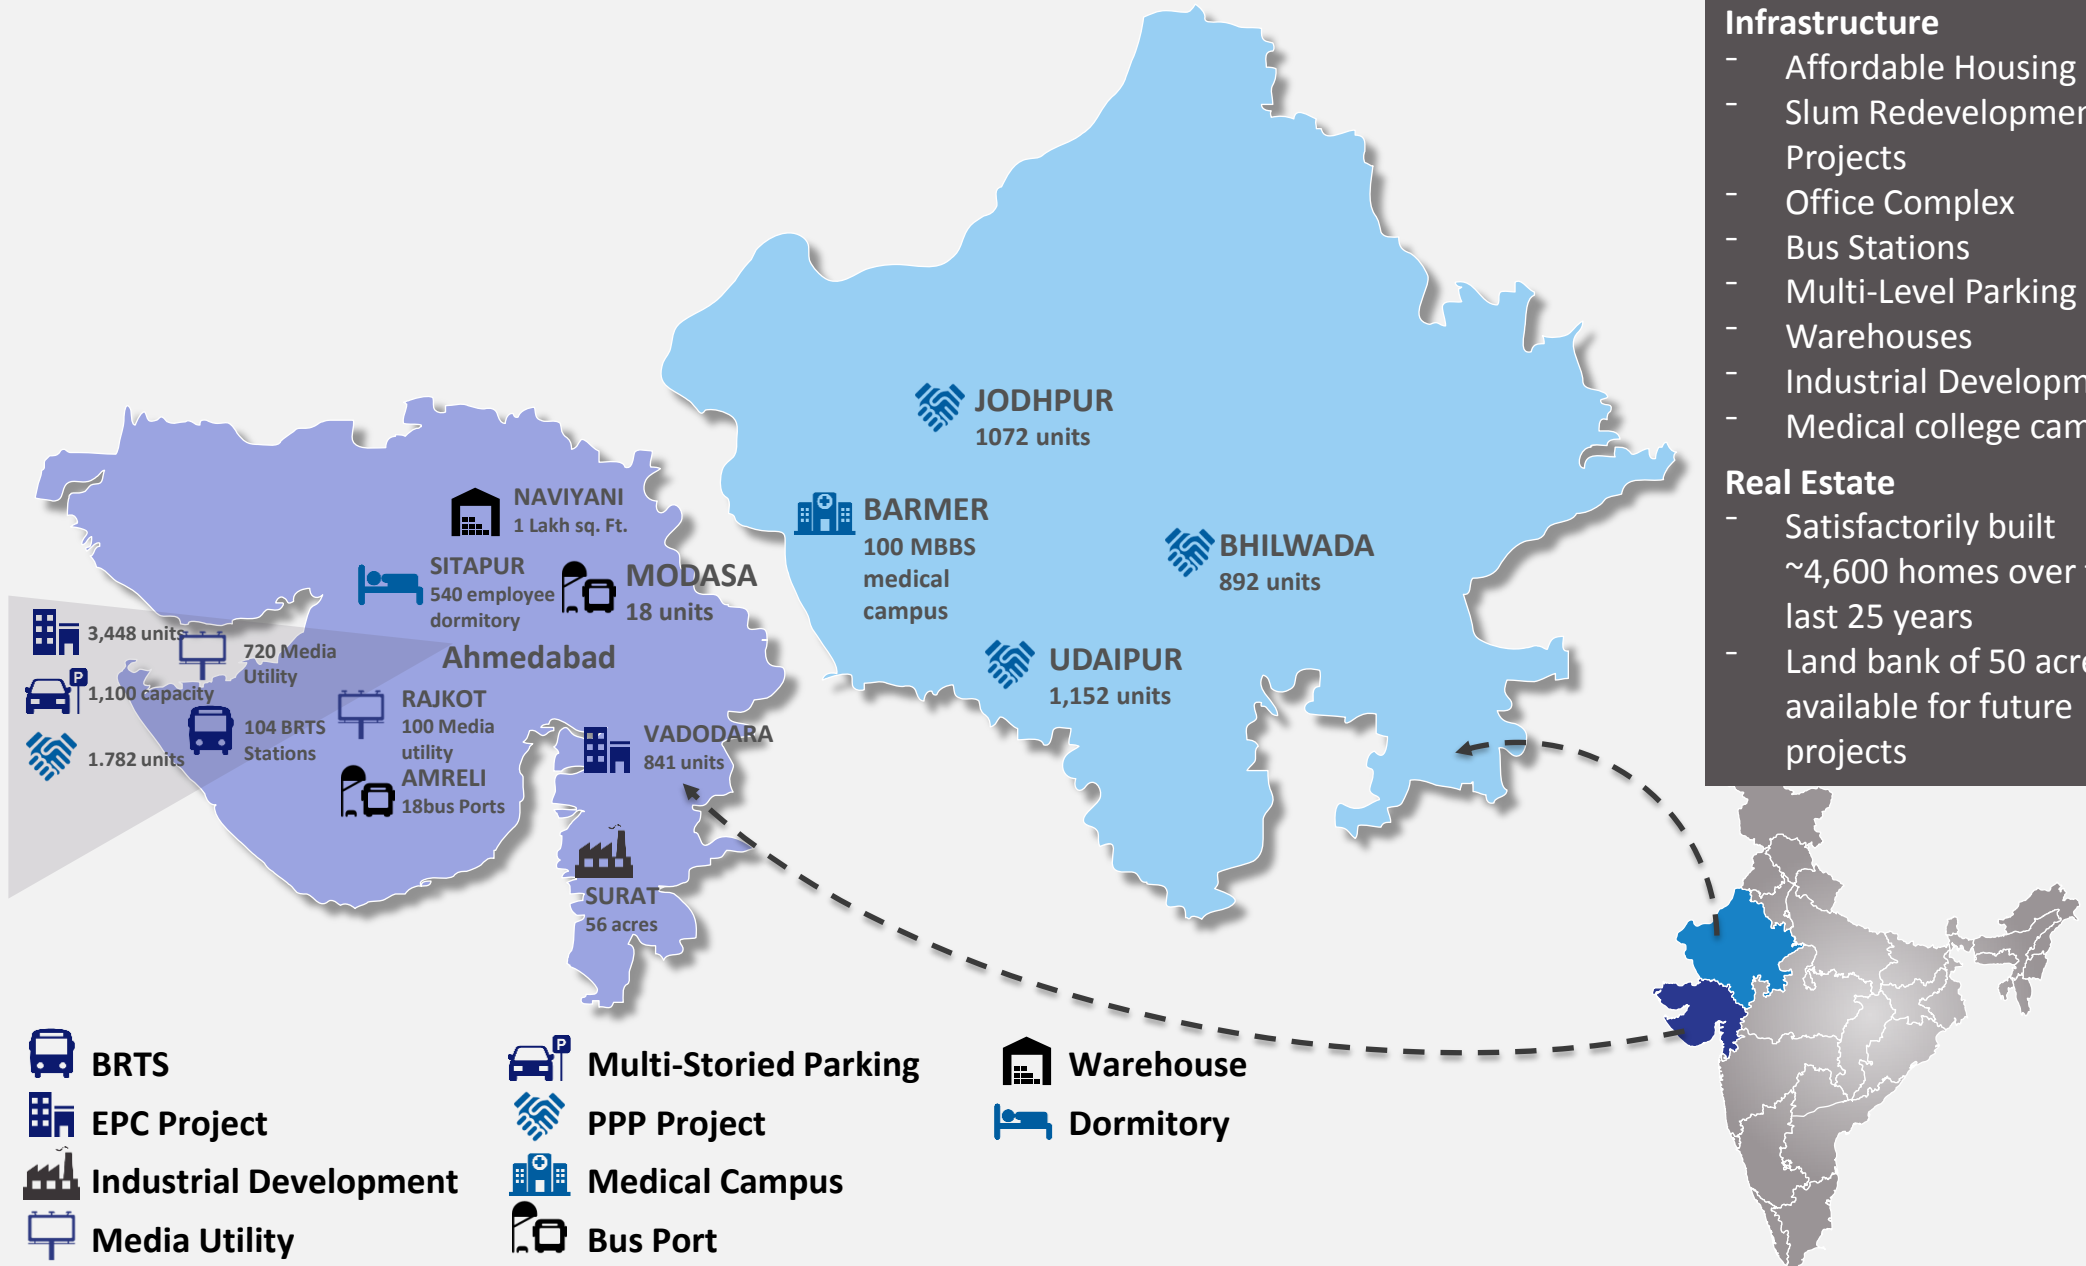 Infrastructure
- Affordable Housing
- Slum Redevelopmen
Projects
- Office Complex
- Bus Stations
- Multi-Level Parking
- Warehouses
- Industrial Developm
- Medical college cam
Real Estate
- Satisfactorily built
~4,600 homes over
last 25 years
- Land bank of 50 acre
available for future
projects
JODHPUR
1072 units
BARMER
100 MBBS
medical
campus
BHILWADA
892 units
UDAIPUR
1,152 units
NAVIYANI
1 Lakh sq. Ft.
SITAPUR
540 employee
dormitory
MODASA
18 units
Ahmedabad
3,448 units
720 Media
Utility
P
1,100 capacity
104 BRTS
Stations
1.782 units
RAJKOT
100 Media
utility
AMRELI
18bus Ports
VADODARA
841 units
SURAT
56 acres
BRTS
EPC Project
Industrial Development
Media Utility
P
Multi-Storied Parking
PPP Project
Medical Campus
Bus Port
Warehouse
Dormitory